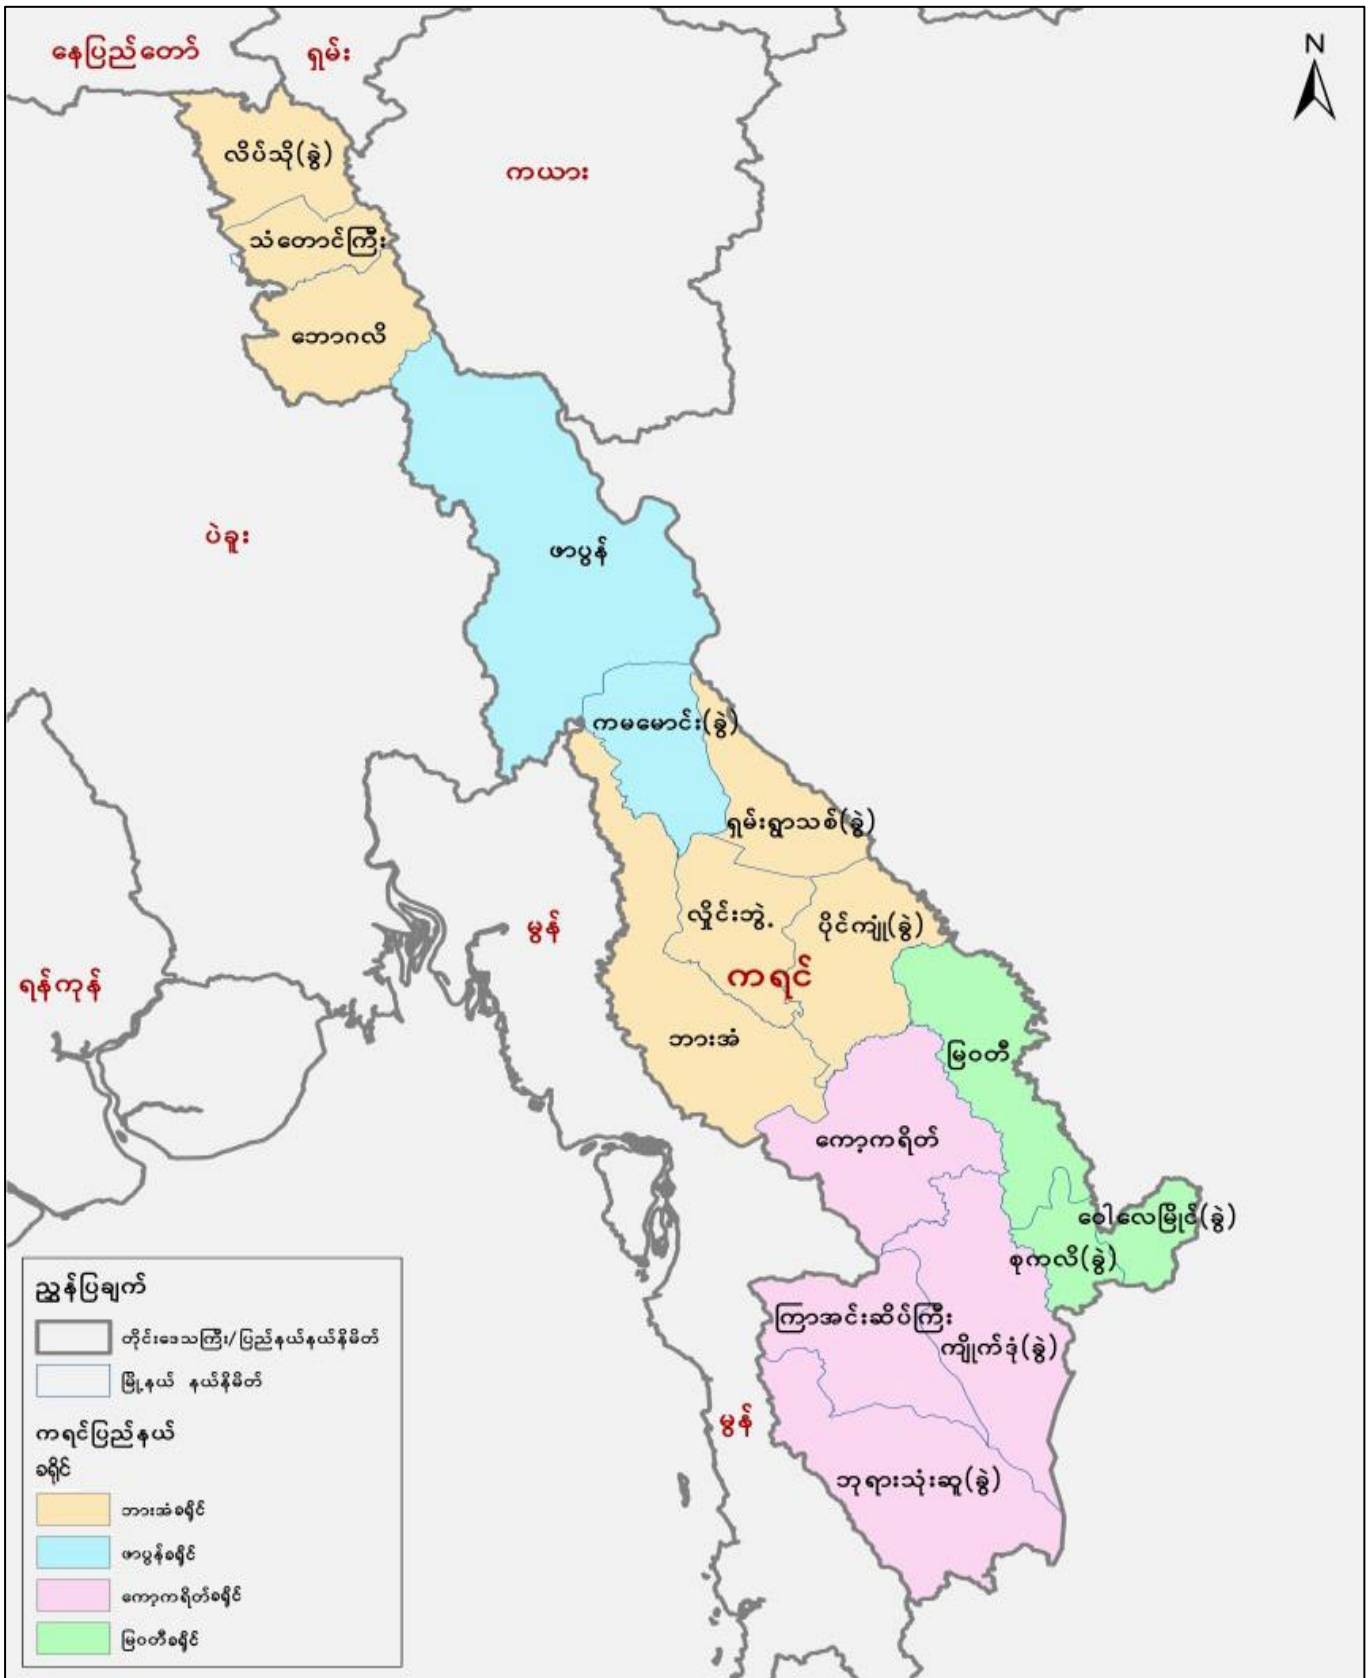 နေပြည်တော်
ရှမ်း
N
လိပ်သို(ခွဲ)
ကယား
သံတောင်ကြီး
ဘောဂလိ
ပဲခူး
ဖာပွန်
ကမမောင်း(ခွဲ)
ရှမ်းရွာသစ်(ခွဲ)
လှိုင်းဘွဲ့
ပိုင်ကျုံ(ခွဲ)
မွန်
ကရင်
ရန်ကုန်
ဘားအံ
မြဝတီ
ကော့ကရိတ်
ဝေါလေမြိုင်(ခွဲ)
စုကလိ(ခွဲ)
ကြာအင်းဆိပ်ကြီး
ကျိုက်ဒုံ(ခွဲ)
မွန်
ဘုရားသုံးဆူ(ခွဲ)
ညွှန်ပြချက်
တိုင်းဒေသကြီး/ပြည်နယ်နယ်နိမိတ်
မြို့နယ် နယ်နိမိတ်
ကရင်ပြည်နယ်
ခရိုင်
ဘားအံခရိုင်
ဖာပွန်ခရိုင်
ကော့ကရိတ်ခရိုင်
မြဝတီခရိုင်